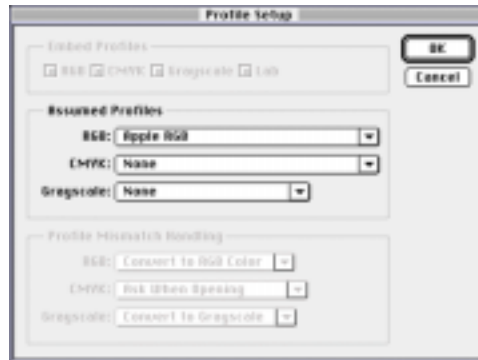 Profile Setup
Embed Profiles
RGB CMYK Grayscale Lab
OK
Cancel
Assumed Profiles
RGB: Apple RGB
CMYK: None
Grayscale: None
Profile Mismatch Handling
RGB: Convert to RGB Color
CMYK: Ask When Opening
Grayscale: Convert to Grayscale